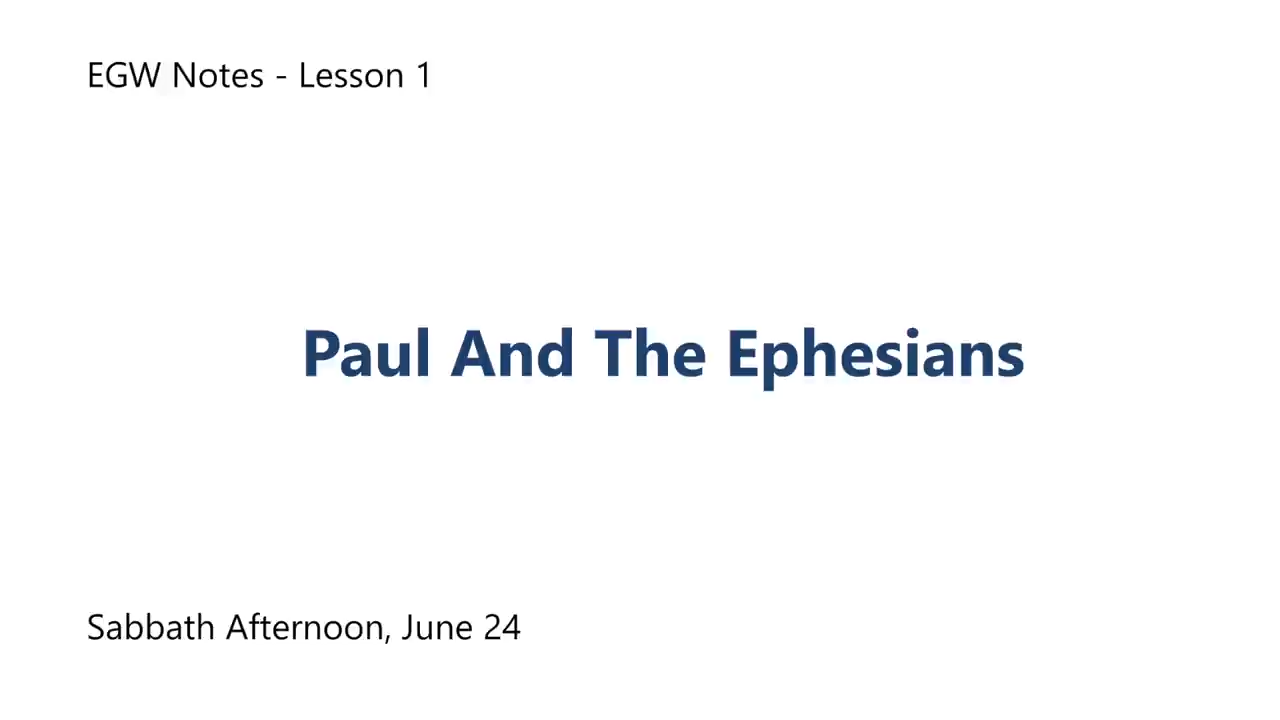 EGW Notes - Lesson 1
Paul And The Ephesians
Sabbath Afternoon, June 24